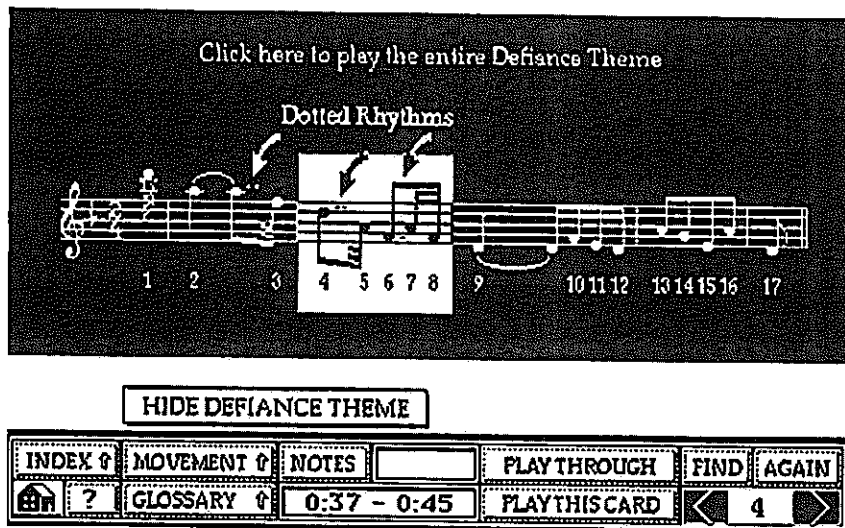 Click here to play the entire Defiance Theme
Dotted Rhythms
1 2 3 4 5 6 7 8 9 10 11 12 13 14 15 16 17
HIDE DEFIANCE THEME
INDEX ⇧ MOVEMENT ⇧ NOTES PLAY THROUGH FIND AGAIN
? GLOSSARY ⇧ 0:37 - 0:45 PLAY THIS CARD 4